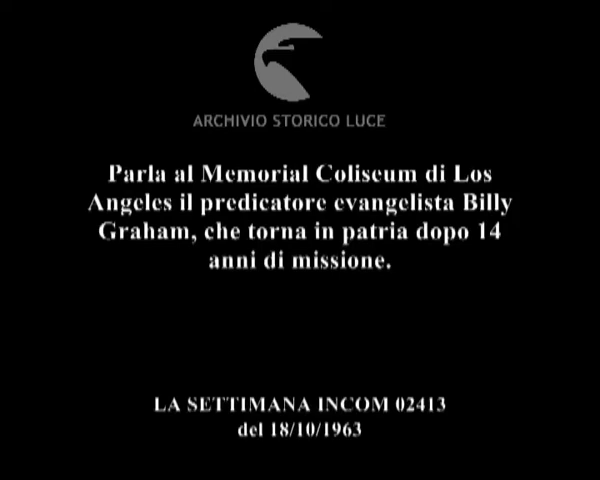 ARCHIVIO STORICO LUCE
Parla al Memorial Coliseum di Los
Angeles il predicatore evangelista Billy
Graham, che torna in patria dopo 14
anni di missione.
LA SETTIMANA INCOM 02413
del 18/10/1963